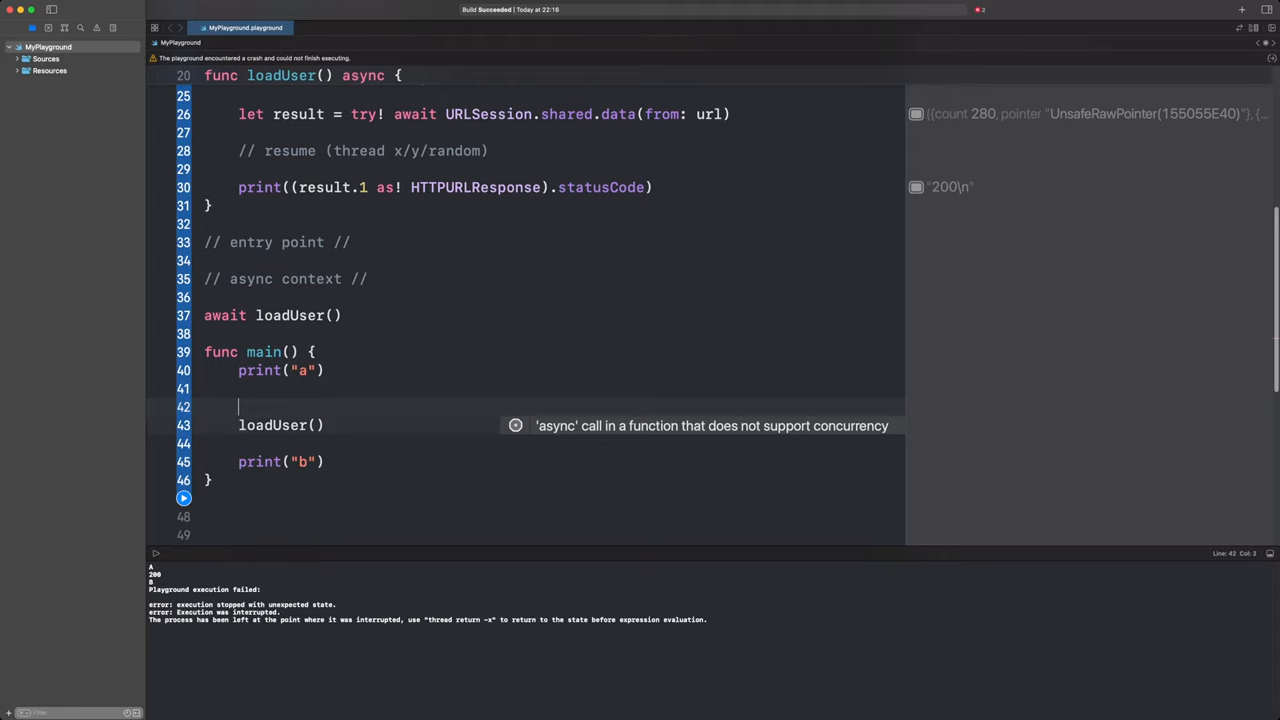 Build Succeeded | Today at 22:16
2
MyPlayground
Sources
Resources
MyPlayground.playground
MyPlayground
The playground encountered a crash and could not finish executing.
20 func loadUser() async {
25
26 let result = try! await URLSession.shared.data(from: url)
({count 280, pointer "UnsafeRawPointer(155055E40)"}, {...
27
28 // resume (thread x/y/random)
29
30 print((result.1 as! HTTPURLResponse).statusCode)
"200\n"
31 }
32
33 // entry point //
34
35 // async context //
36
37 await loadUser()
38
39 func main() {
40 print("a")
41
42
43 loadUser()
'async' call in a function that does not support concurrency
44
45 print("b")
46 }
48
49
Line: 42 Col: 2
A
200
B
Playground execution failed:
error: execution stopped with unexpected state.
error: Execution was interrupted.
The process has been left at the point where it was interrupted, use "thread return -x" to return to the state before expression evaluation.
Filter